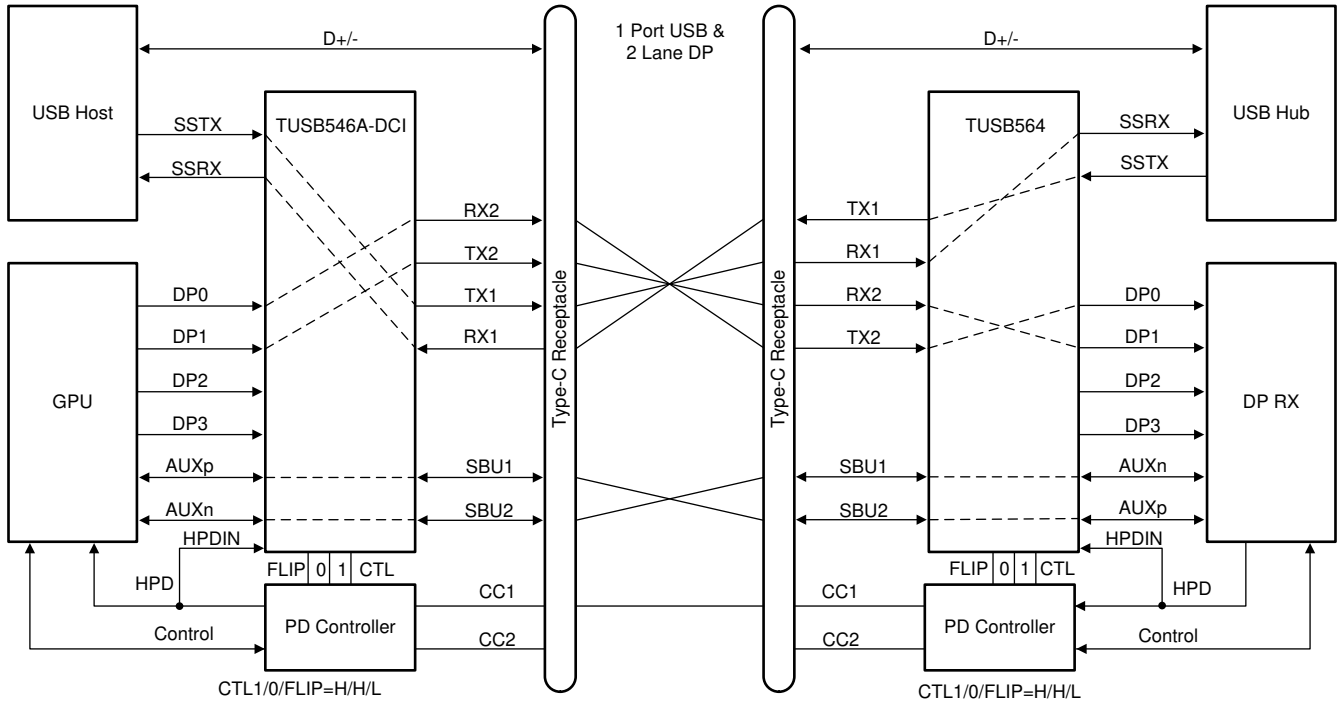 D+/-
1 Port USB &
2 Lane DP
D+/-
USB Host
TUSB546A-DCI
SSTX
SSRX
TUSB564
SSRX
SSTX
USB Hub
RX2
TX2
TX1
RX1
TX1
RX1
RX2
TX2
Type-C Receptacle
Type-C Receptacle
GPU
DP0
DP1
DP2
DP3
AUXp
AUXn
HPDIN
SBU1
SBU2
SBU1
SBU2
DP0
DP1
DP2
DP3
AUXn
AUXp
HPDIN
DP RX
FLIP 0 1 CTL
FLIP 0 1 CTL
HPD
Control
PD Controller
CC1
CC2
CC1
CC2
PD Controller
HPD
Control
CTL1/0/FLIP=H/H/L
CTL1/0/FLIP=H/H/L